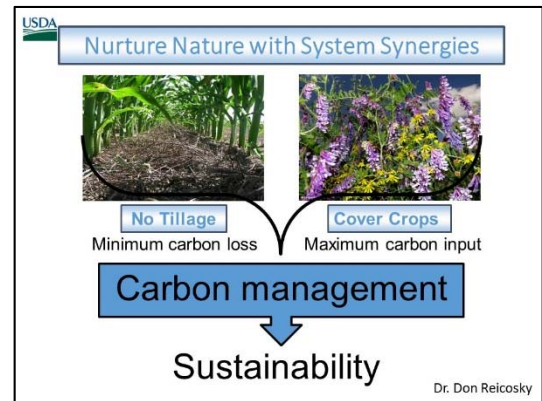 USDA
Nurture Nature with System Synergies
No Tillage
Minimum carbon loss
Cover Crops
Maximum carbon input
Carbon management
Sustainability
Dr. Don Reicosky